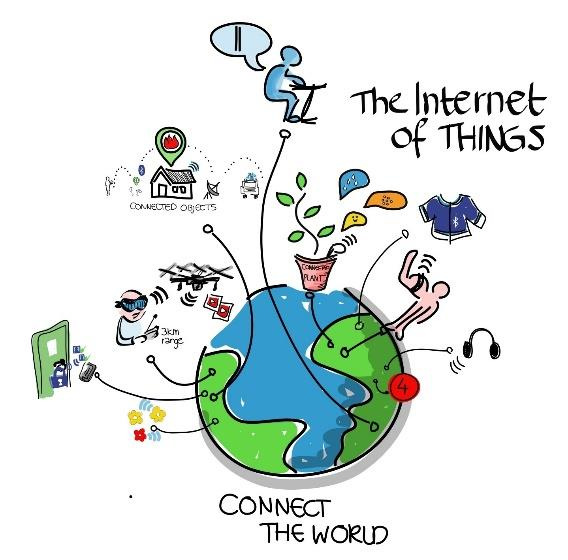 The Internet
of THINGS
CONNECTED OBJECTS
CONNECTED
PLANT
3km
range
4
CONNECT
THE WORLD